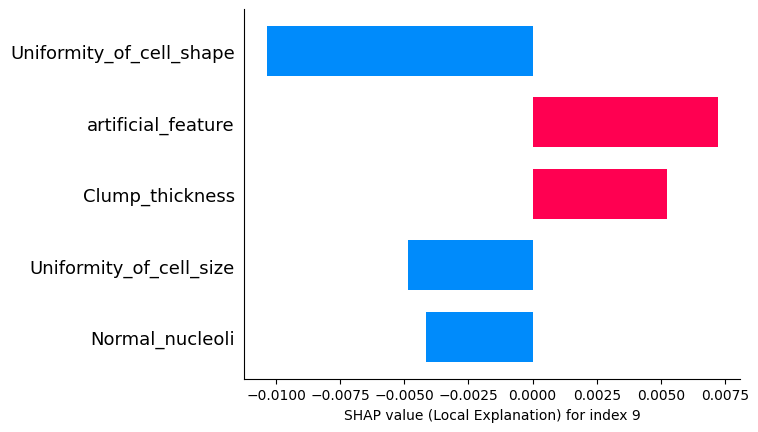 Uniformity_of_cell_shape
artificial_feature
Clump_thickness
Uniformity_of_cell_size
Normal_nucleoli
−0.0100 −0.0075 −0.0050 −0.0025 0.0000 0.0025 0.0050 0.0075
SHAP value (Local Explanation) for index 9